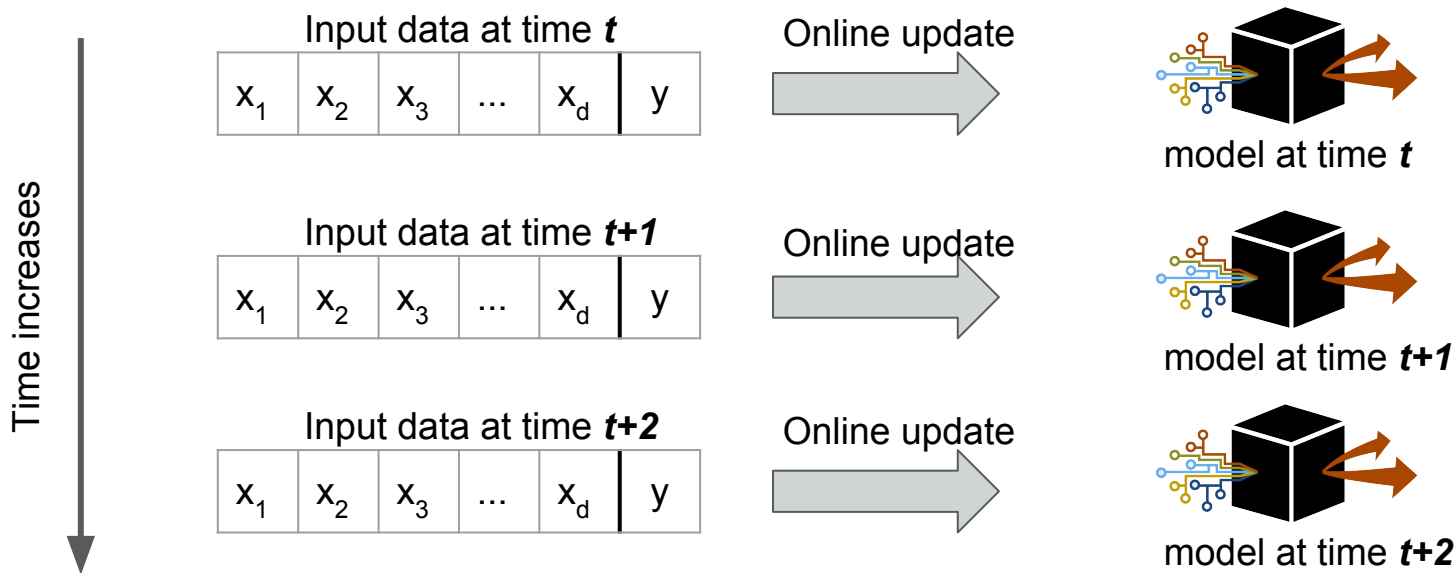 Time increases
Input data at time t
x1 x2 x3 ... xd y
Online update
model at time t
Input data at time t+1
x1 x2 x3 ... xd y
Online update
model at time t+1
Input data at time t+2
x1 x2 x3 ... xd y
Online update
model at time t+2